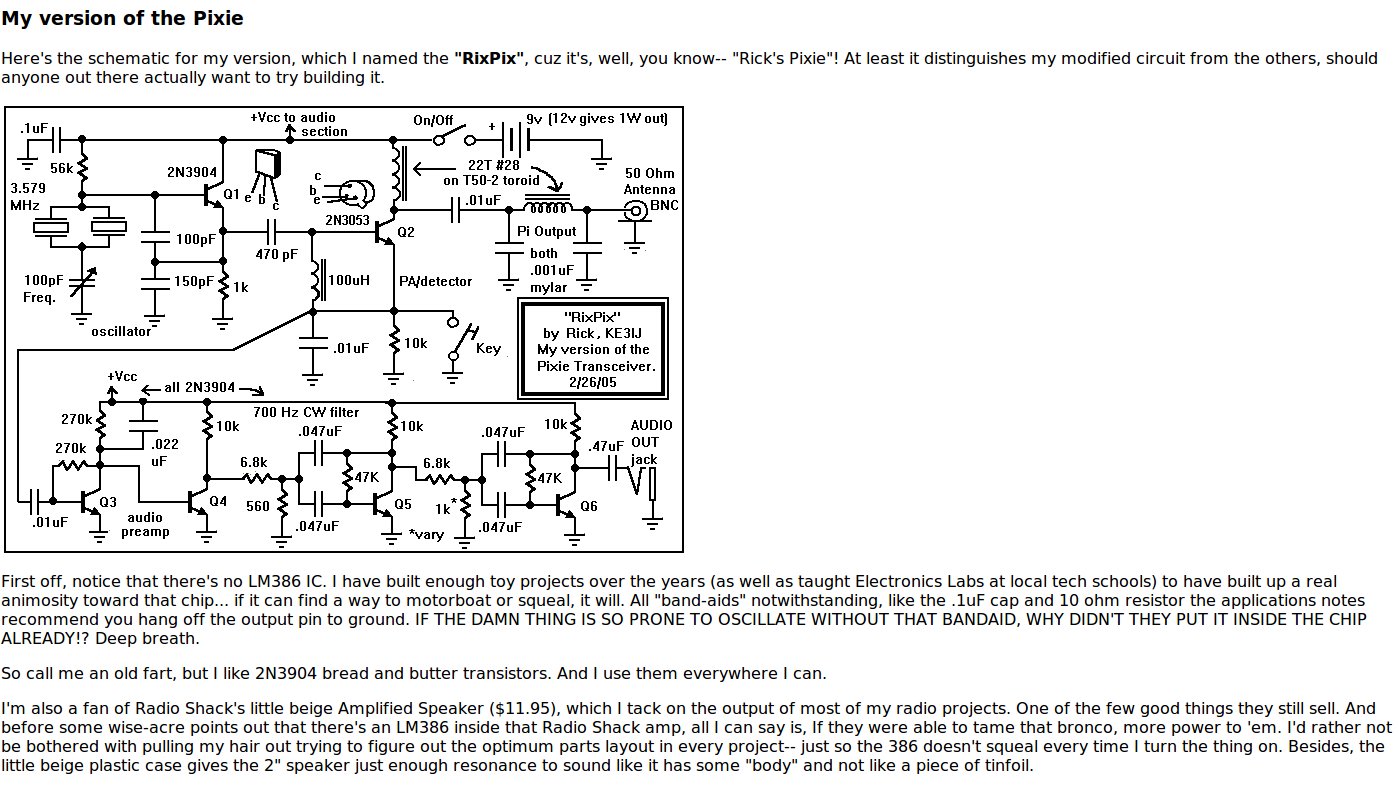 My version of the Pixie
Here's the schematic for my version, which I named the "RixPix", cuz it's, well, you know-- "Rick's Pixie"! At least it distinguishes my modified circuit from the others, should
anyone out there actually want to try building it.
+Vcc to audio
section
On/Off
+
9v (12v gives 1W out)
.1uF
56k
2N3904
Q1
e b c
c
b
e
22T #28
on T50-2 toroid
50 Ohm
Antenna
BNC
3.579
MHz
2N3053
Q2
.01uF
100pF
470 pF
Pi Output
both
.001uF
mylar
100pF
Freq.
150pF
1k
100uH
PA/detector
oscillator
.01uF
10k
Key
"RixPix"
by Rick, KE3IJ
My version of the
Pixie Transceiver.
2/26/05
+Vcc
all 2N3904
270k
.022
uF
10k
700 Hz CW filter
.047uF
10k
.047uF
10k
AUDIO
OUT
jack
.47uF
270k
6.8k
47K
6.8k
47K
Q3
Q4
560
Q5
1k*
Q6
.01uF
audio
preamp
.047uF
*vary
.047uF
First off, notice that there's no LM386 IC. I have built enough toy projects over the years (as well as taught Electronics Labs at local tech schools) to have built up a real
animosity toward that chip... if it can find a way to motorboat or squeal, it will. All "band-aids" notwithstanding, like the .1uF cap and 10 ohm resistor the applications notes
recommend you hang off the output pin to ground. IF THE DAMN THING IS SO PRONE TO OSCILLATE WITHOUT THAT BANDAID, WHY DIDN'T THEY PUT IT INSIDE THE CHIP
ALREADY!? Deep breath.
So call me an old fart, but I like 2N3904 bread and butter transistors. And I use them everywhere I can.
I'm also a fan of Radio Shack's little beige Amplified Speaker ($11.95), which I tack on the output of most of my radio projects. One of the few good things they still sell. And
before some wise-acre points out that there's an LM386 inside that Radio Shack amp, all I can say is, If they were able to tame that bronco, more power to 'em. I'd rather not
be bothered with pulling my hair out trying to figure out the optimum parts layout in every project-- just so the 386 doesn't squeal every time I turn the thing on. Besides, the
little beige plastic case gives the 2" speaker just enough resonance to sound like it has some "body" and not like a piece of tinfoil.